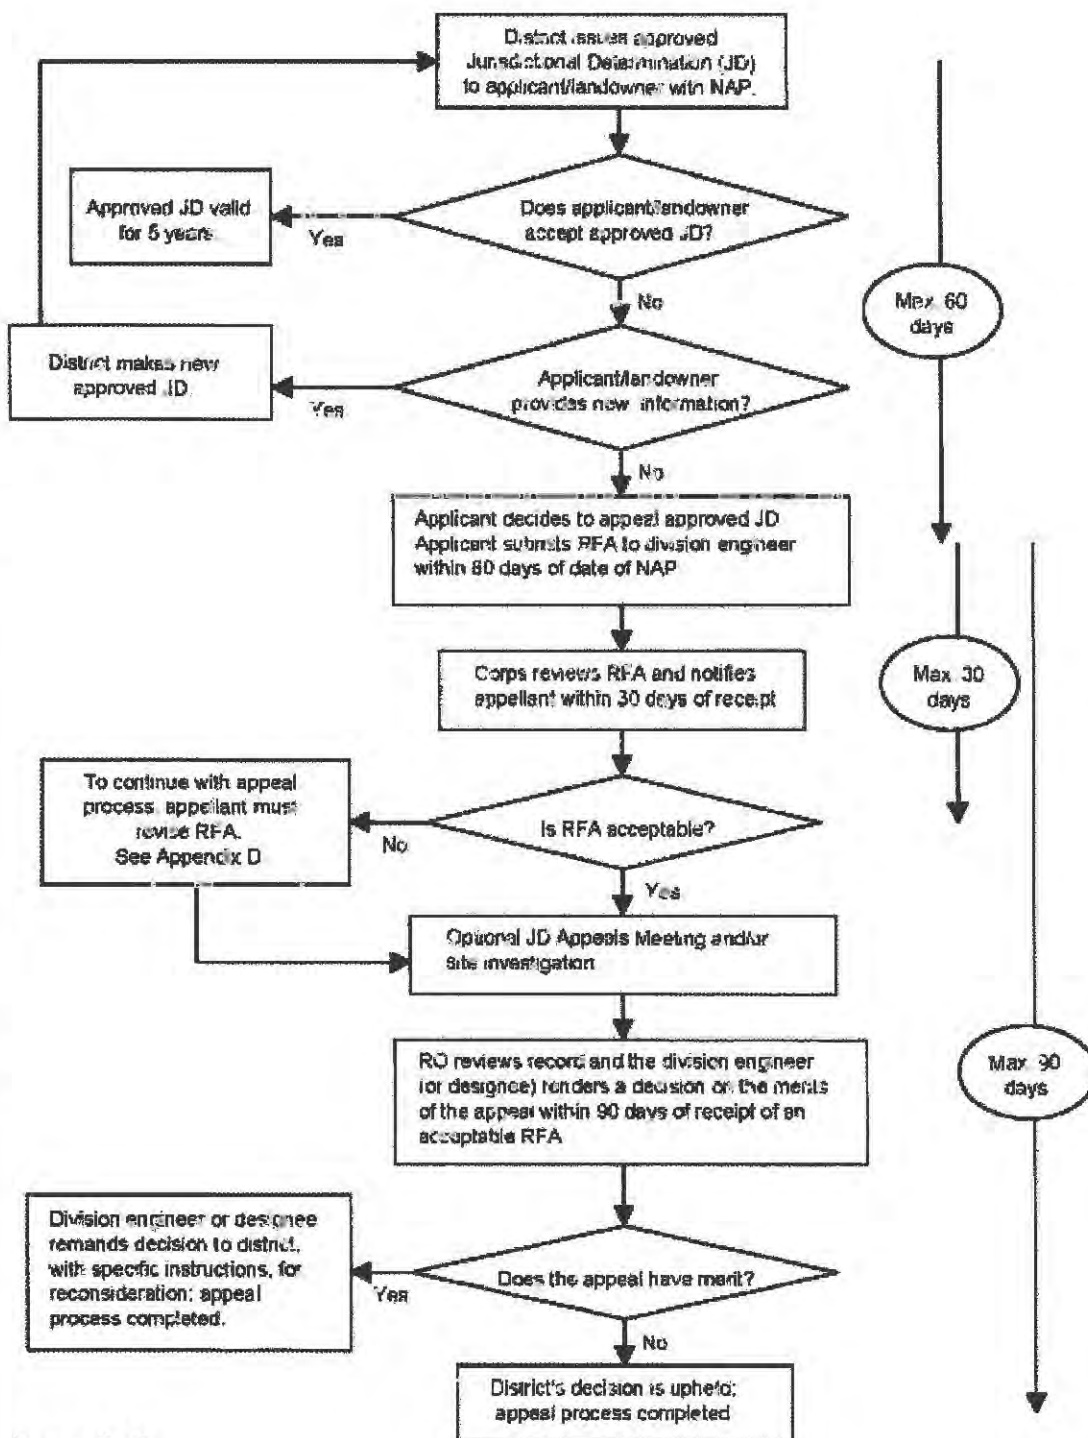 District issues approved
Jurisdictional Determination (JD)
to applicant/landowner with NAP.
Approved JD valid
for 5 years.
Yes
Does applicant/landowner
accept approved JD?
No
Max. 60
days
District makes new
approved JD
Yes
Applicant/landowner
provides new information?
No
Applicant decides to appeal approved JD
Applicant submits RFA to division engineer
within 60 days of date of NAP
Corps reviews RFA and notifies
appellant within 30 days of receipt
Max. 30
days
To continue with appeal
process, appellant must
revise RFA.
See Appendix D
No
Is RFA acceptable?
Yes
Optional JD Appeals Meeting and/or
site investigation
RO reviews record and the division engineer
(or designee) renders a decision on the merits
of the appeal within 90 days of receipt of an
acceptable RFA
Max. 90
days
Division engineer or designee
remands decision to district,
with specific instructions, for
reconsideration; appeal
process completed.
Yes
Does the appeal have merit?
No
District's decision is upheld;
appeal process completed